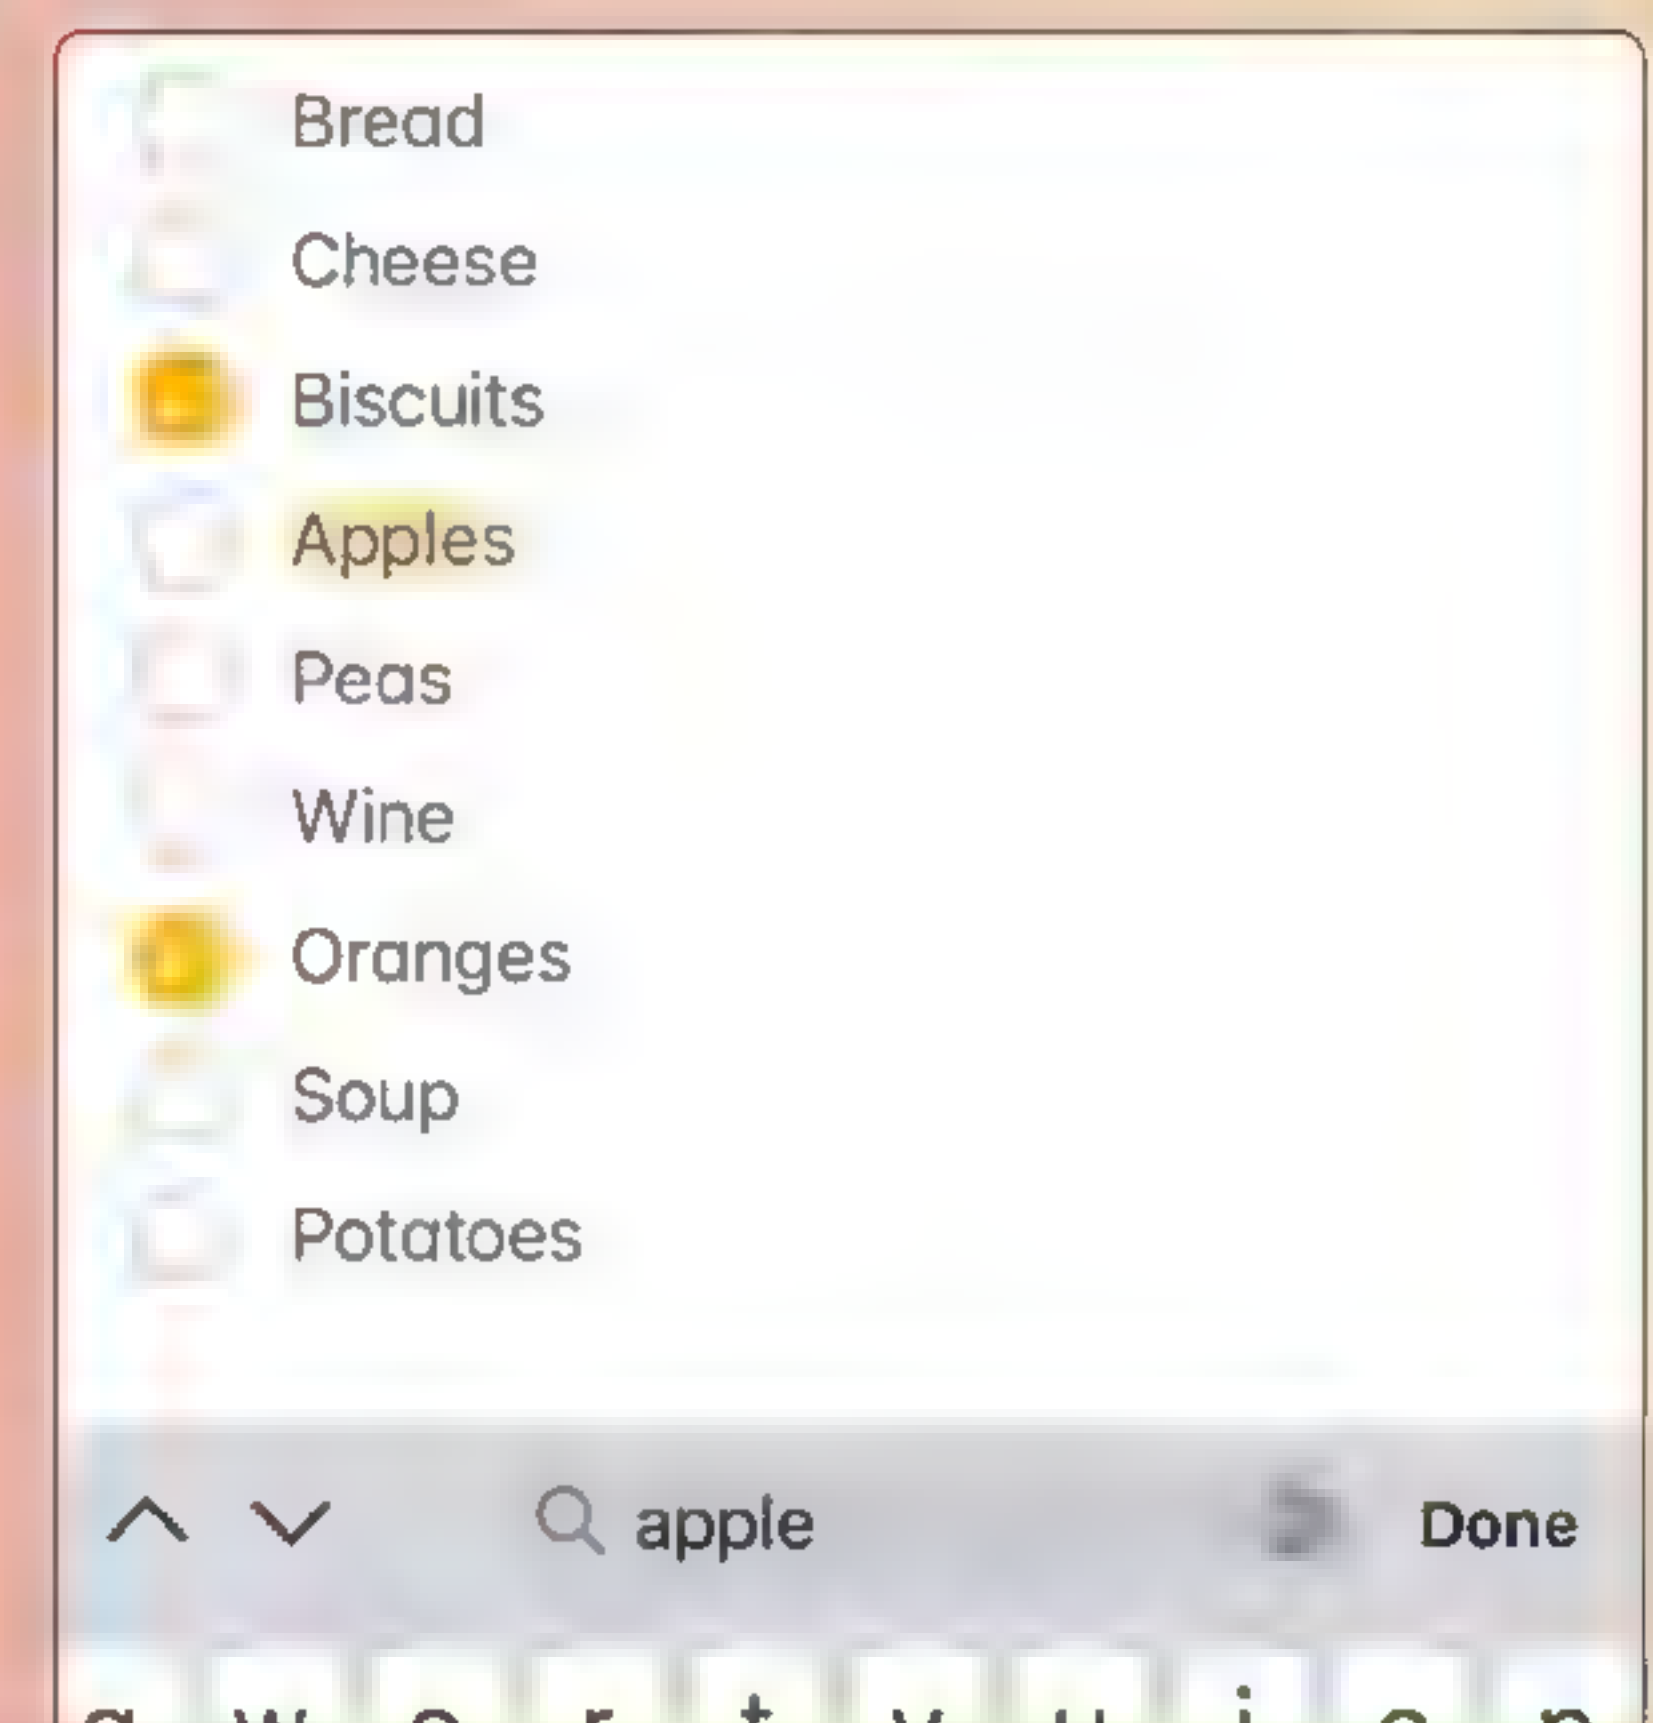 Bread
Cheese
Biscuits
Apples
Peas
Wine
Oranges
Soup
Potatoes
apple
Done
q w e r t y u i o p